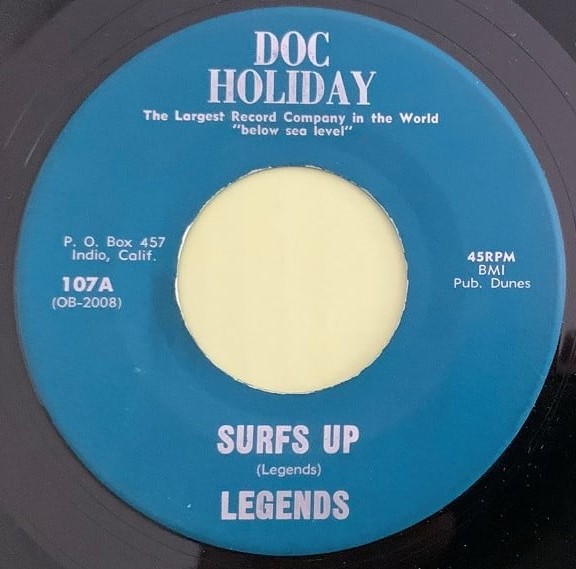 DOC
HOLIDAY
The Largest Record Company in the World
"below sea level"
P. O. Box 457
Indio, Calif.
107A
(OB-2008)
45RPM
BMI
Pub. Dunes
SURFS UP
(Legends)
LEGENDS